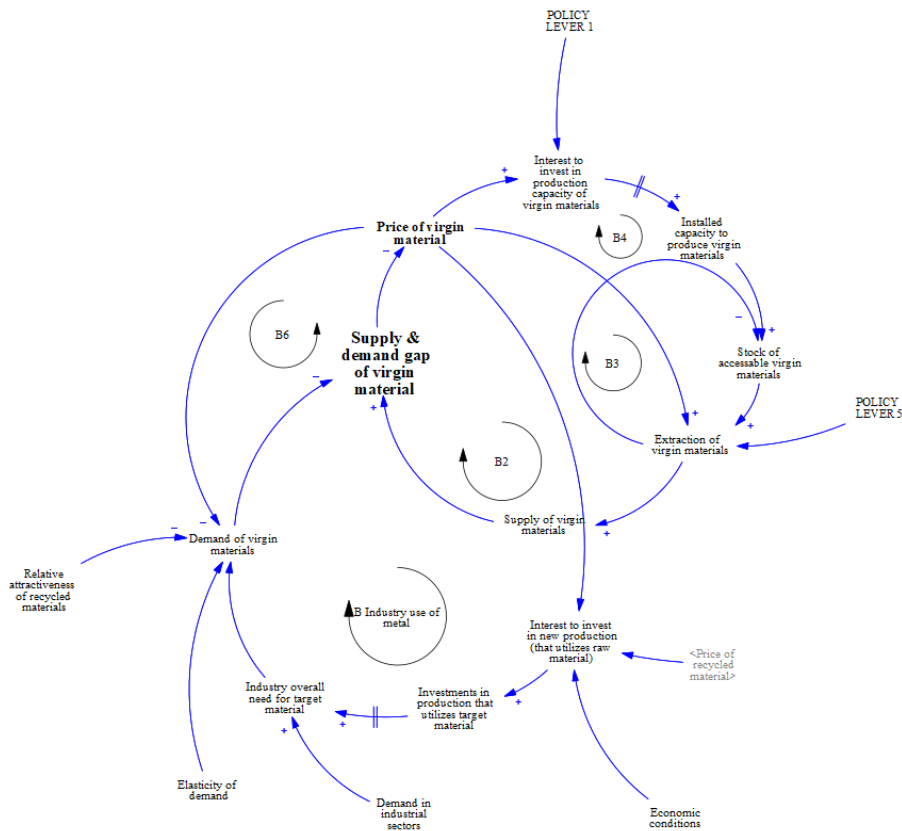 POLICY
LEVER 1
Interest to
invest in
production
capacity of
virgin materials
+
+
Installed
capacity to
produce virgin
materials
B4
Price of virgin
material
–
B6
Supply &
demand gap
of virgin
material
–
+
B3
–
+
Stock of
accessable virgin
materials
POLICY
LEVER 5
+
+
Extraction of
virgin materials
B2
Supply of virgin
materials
+
–
–
Demand of virgin
materials
Relative
attractiveness
of recycled
materials
B Industry use of
metal
Interest to invest
in new production
(that utilizes raw
material)
<Price of
recycled
material>
Industry overall
need for target
material
+
+
Investments in
production that
utilizes target
material
+
Elasticity of
demand
Demand in
industrial
sectors
Economic
conditions